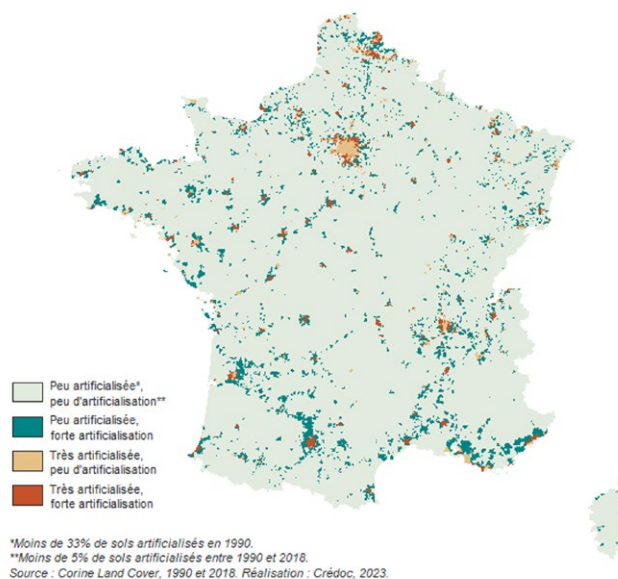 Peu artificialisée*,
peu d'artificialisation**
Peu artificialisée,
forte artificialisation
Très artificialisée,
peu d'artificialisation
Très artificialisée,
forte artificialisation
*Moins de 33% de sols artificialisés en 1990.
**Moins de 5% de sols artificialisés entre 1990 et 2018.
Source : Corine Land Cover, 1990 et 2018. Réalisation : Crédoc, 2023.